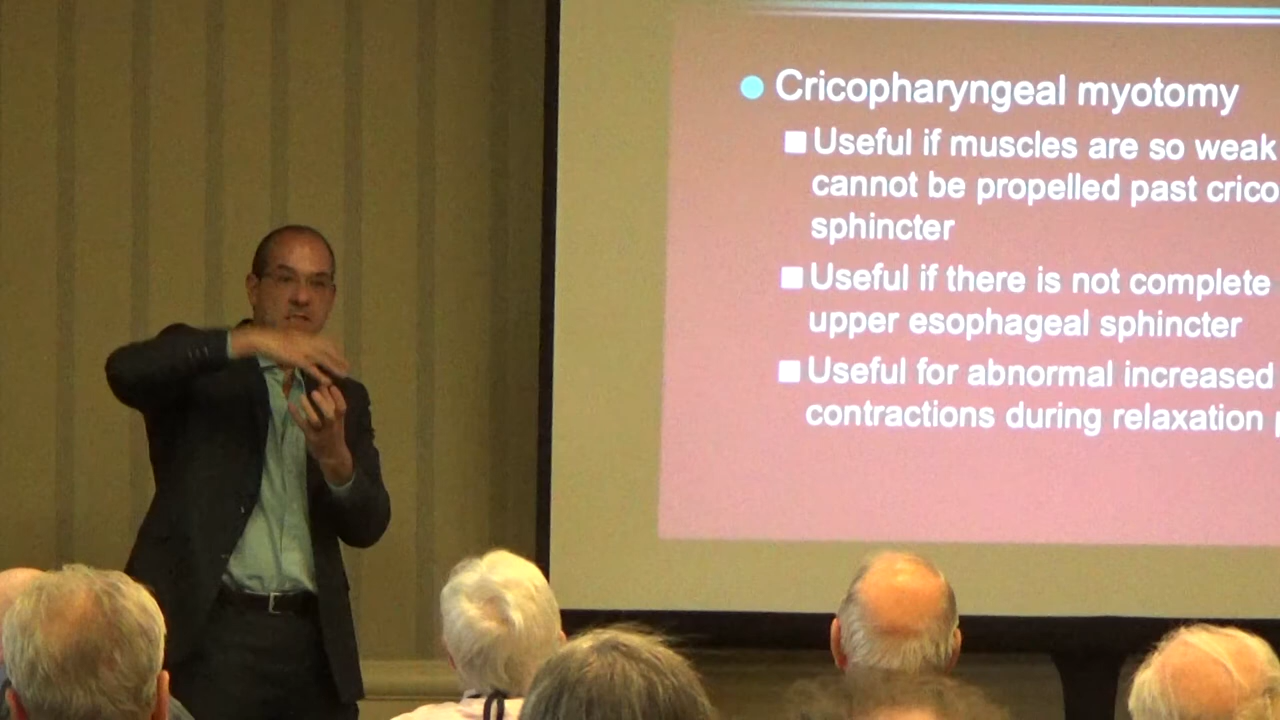 Cricopharyngeal myotomy
Useful if muscles are so weak
cannot be propelled past crico
sphincter
Useful if there is not complete
upper esophageal sphincter
Useful for abnormal increased
contractions during relaxation